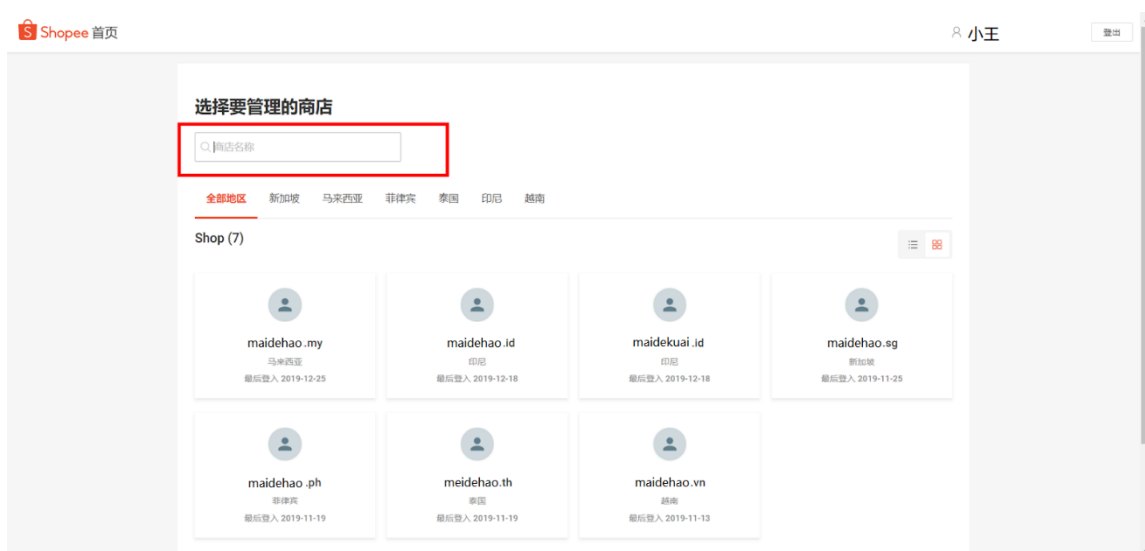 Shopee 首页
小王
登出
选择要管理的商店
商店名称
全部地区 新加坡 马来西亚 菲律宾 泰国 印尼 越南
Shop (7)
maidehao.my
马来西亚
最后登入 2019-12-25
maidehao.id
印尼
最后登入 2019-12-18
maidekuai.id
印尼
最后登入 2019-12-18
maidehao.sg
新加坡
最后登入 2019-11-25
maidehao.ph
菲律宾
最后登入 2019-11-19
meidehao.th
泰国
最后登入 2019-11-19
maidehao.vn
越南
最后登入 2019-11-13